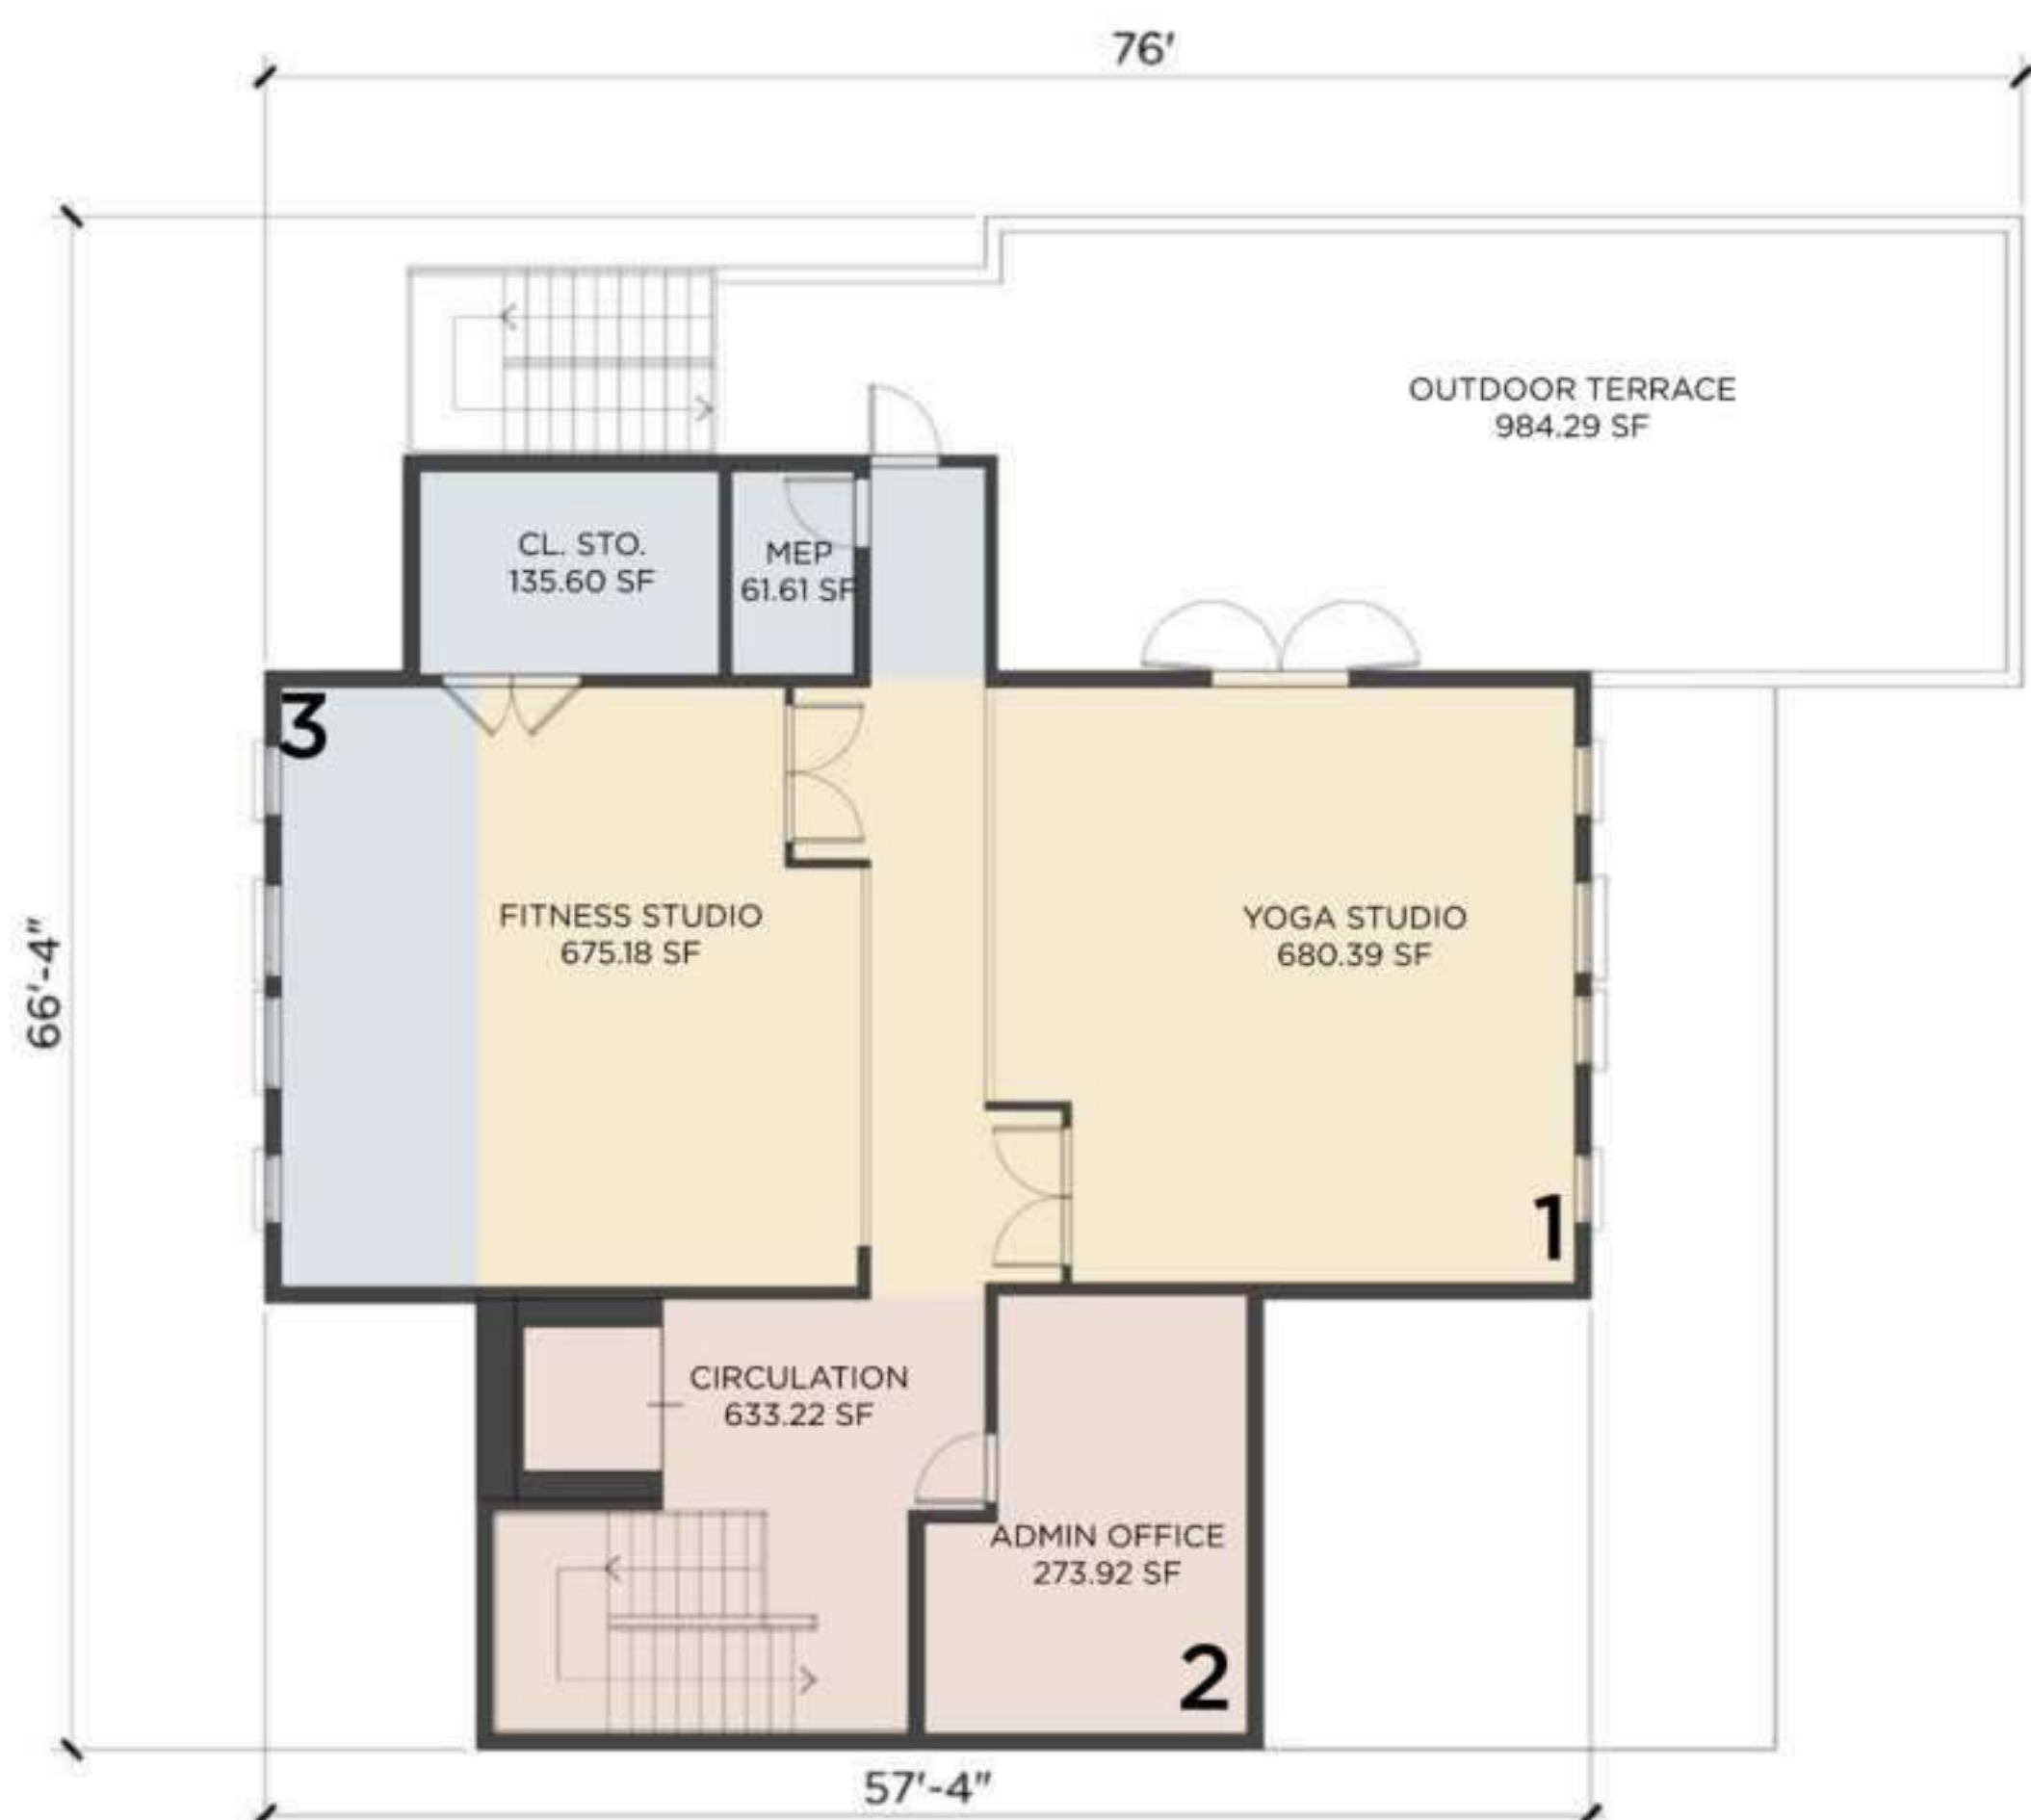 76'
OUTDOOR TERRACE
984.29 SF
CL. STO.
135.60 SF
MEP
61.61 SF
3
FITNESS STUDIO
675.18 SF
YOGA STUDIO
680.39 SF
66'-4"
1
CIRCULATION
633.22 SF
ADMIN OFFICE
273.92 SF
2
57'-4"